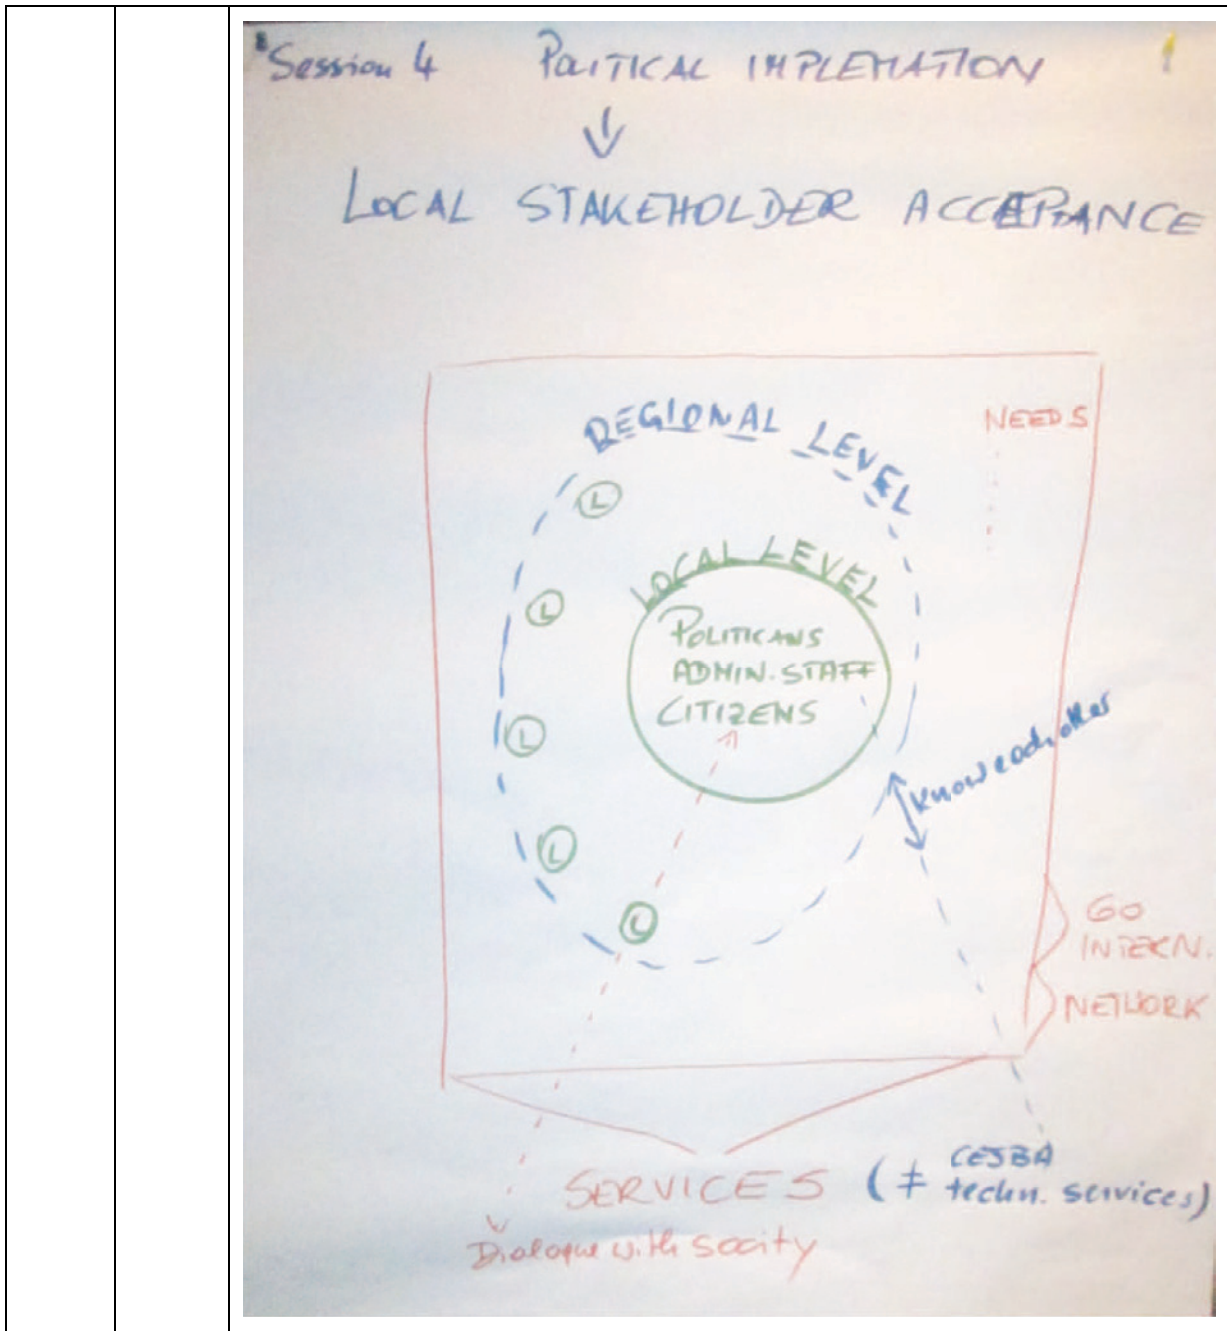 Session 4 POLITICAL IMPLEMATION 1
LOCAL STAKEHOLDER ACCEPTANCE
REGIONAL LEVEL
NEEDS
L
LOCAL LEVEL
L
POLITICANS
ADMIN. STAFF
CITIZENS
L
L
L
GO
INTERN.
NETWORK
SERVICES (≠ CESBA
techn. services)
Dialogue with socity